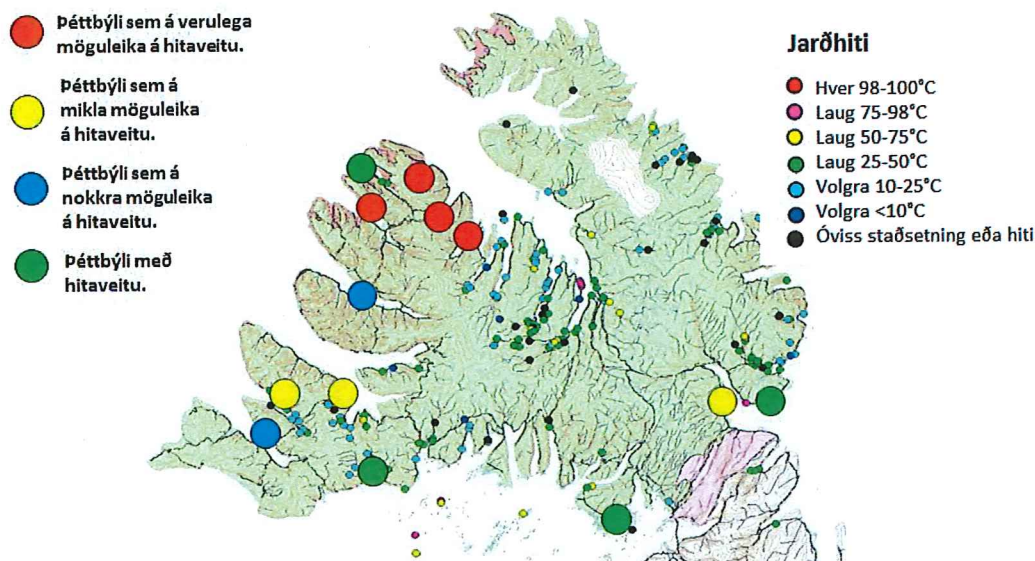 Þéttbýli sem á verulega
möguleika á hitaveitu.
Þéttbýli sem á
mikla möguleika
á hitaveitu.
Þéttbýli sem á
nokkra möguleika
á hitaveitu.
Þéttbýli með
hitaveitu.
Jarðhiti
Hver 98-100°C
Laug 75-98°C
Laug 50-75°C
Laug 25-50°C
Volgra 10-25°C
Volgra <10°C
Óviss staðsetning eða hiti